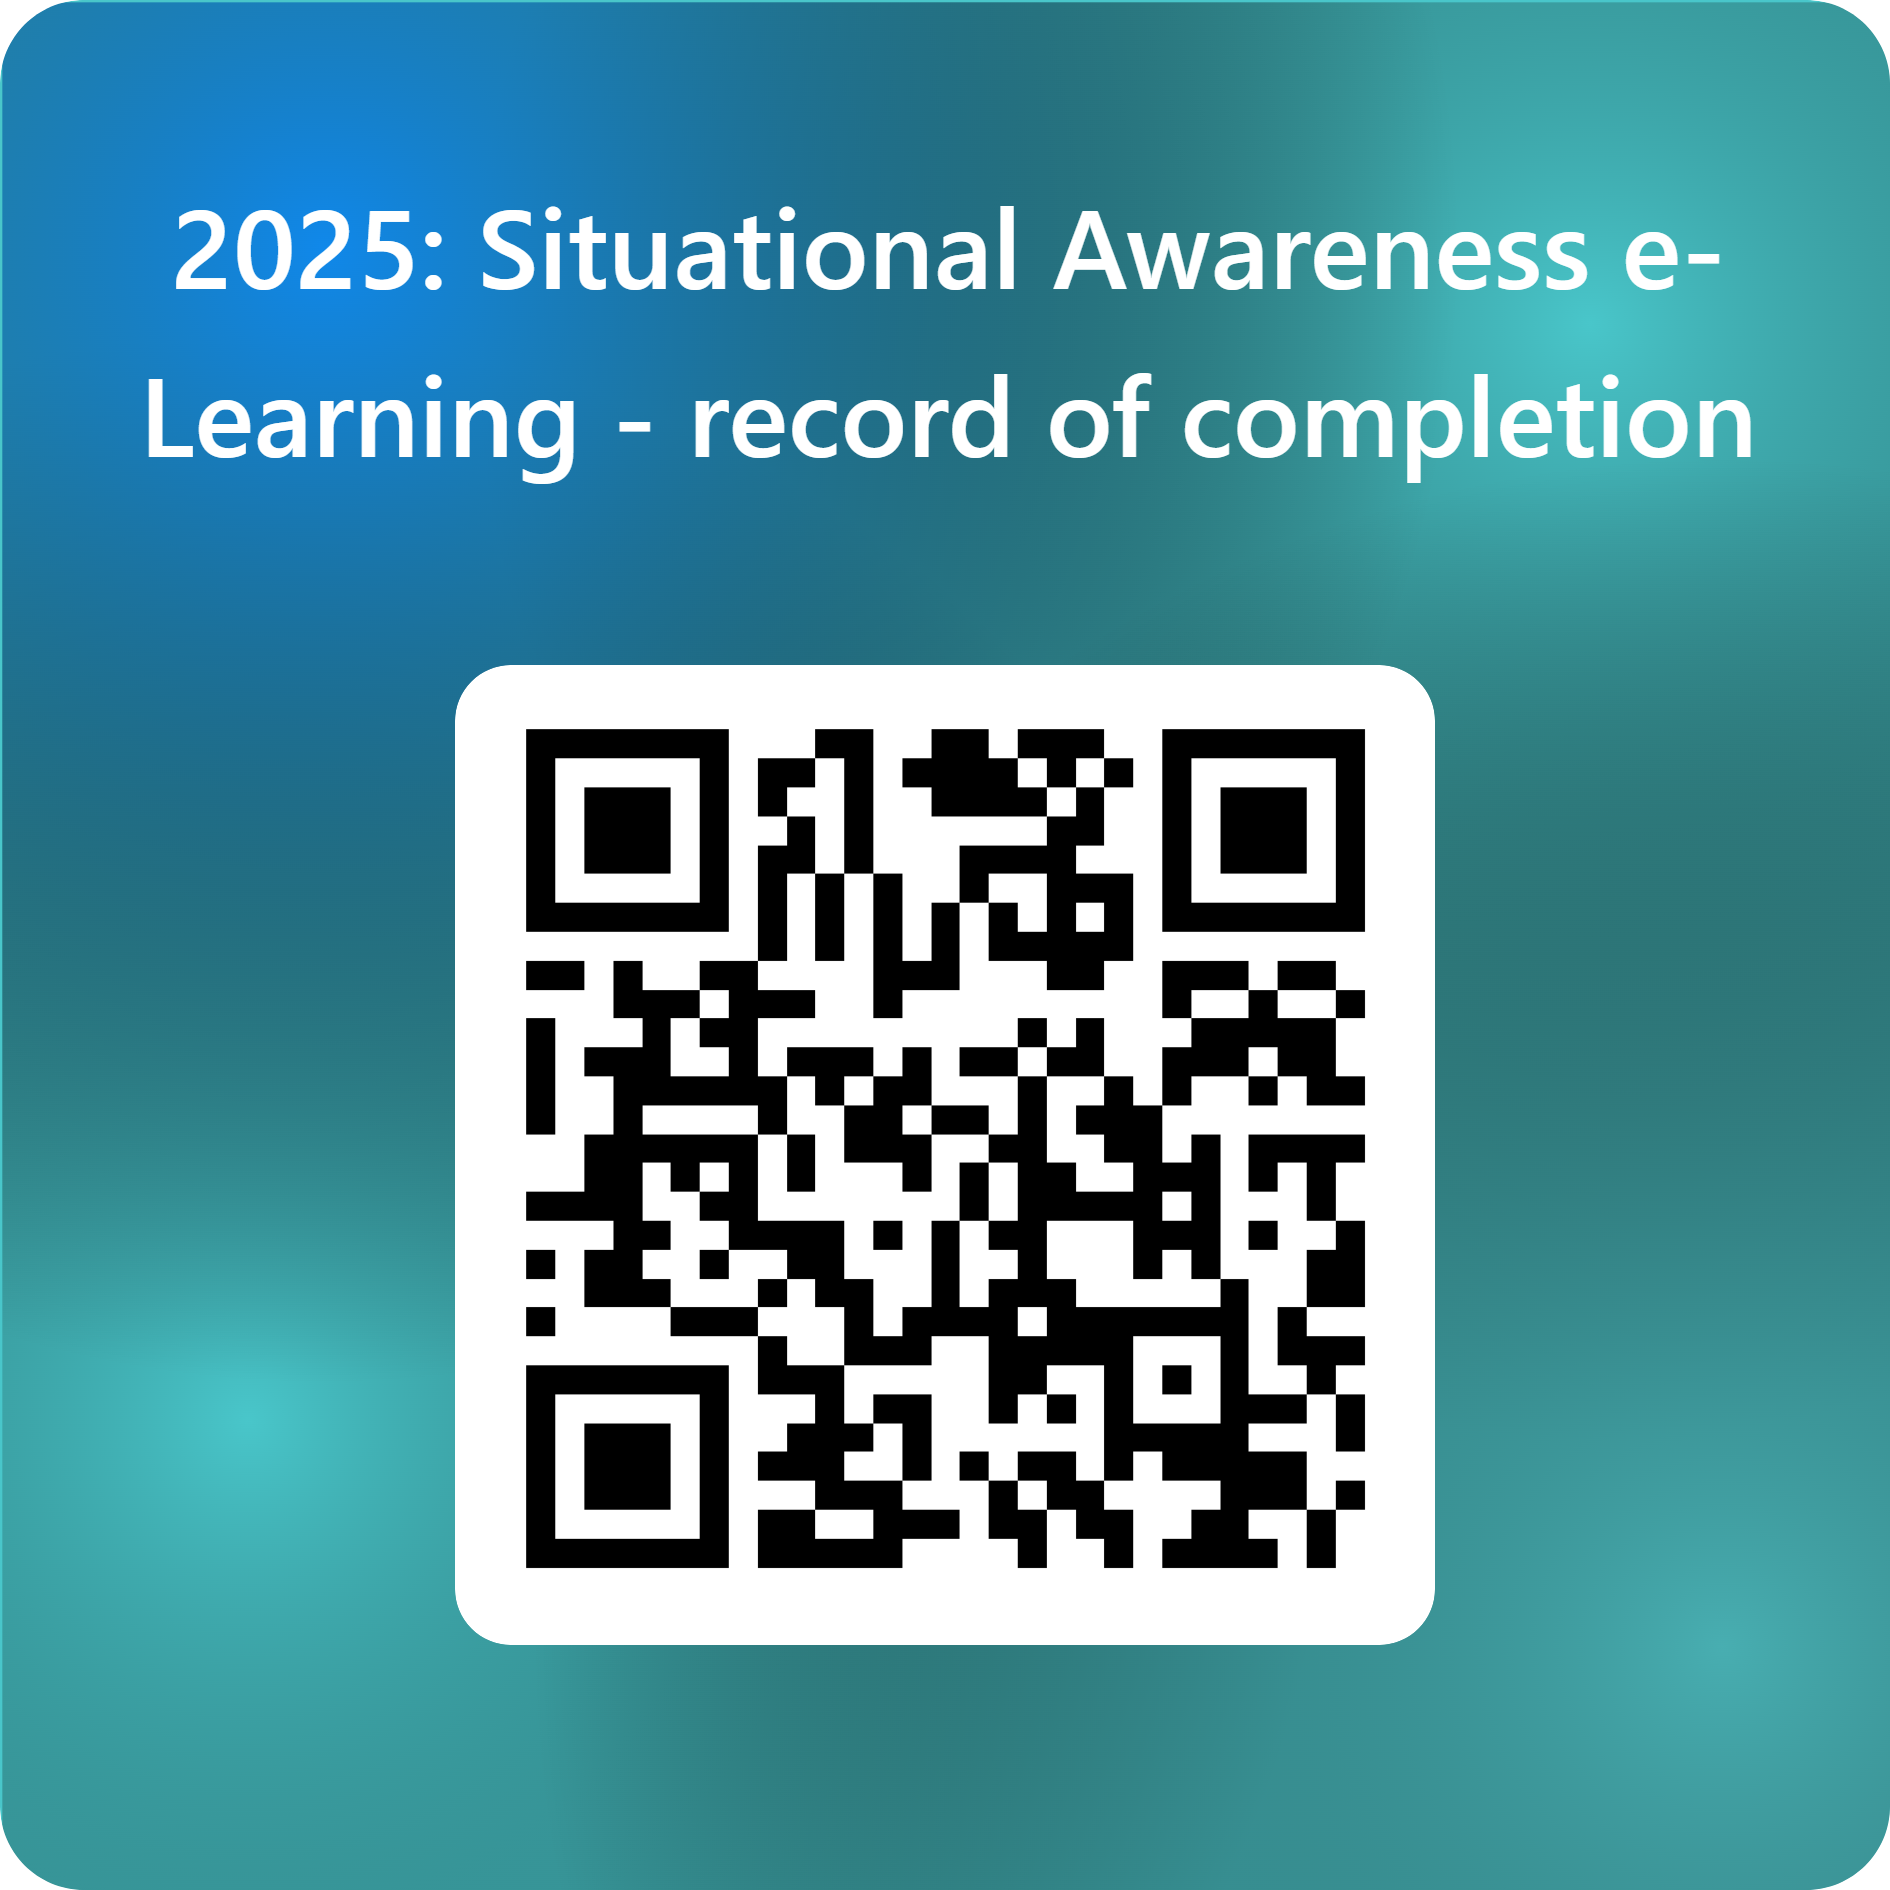 2025: Situational Awareness e-
Learning - record of completion